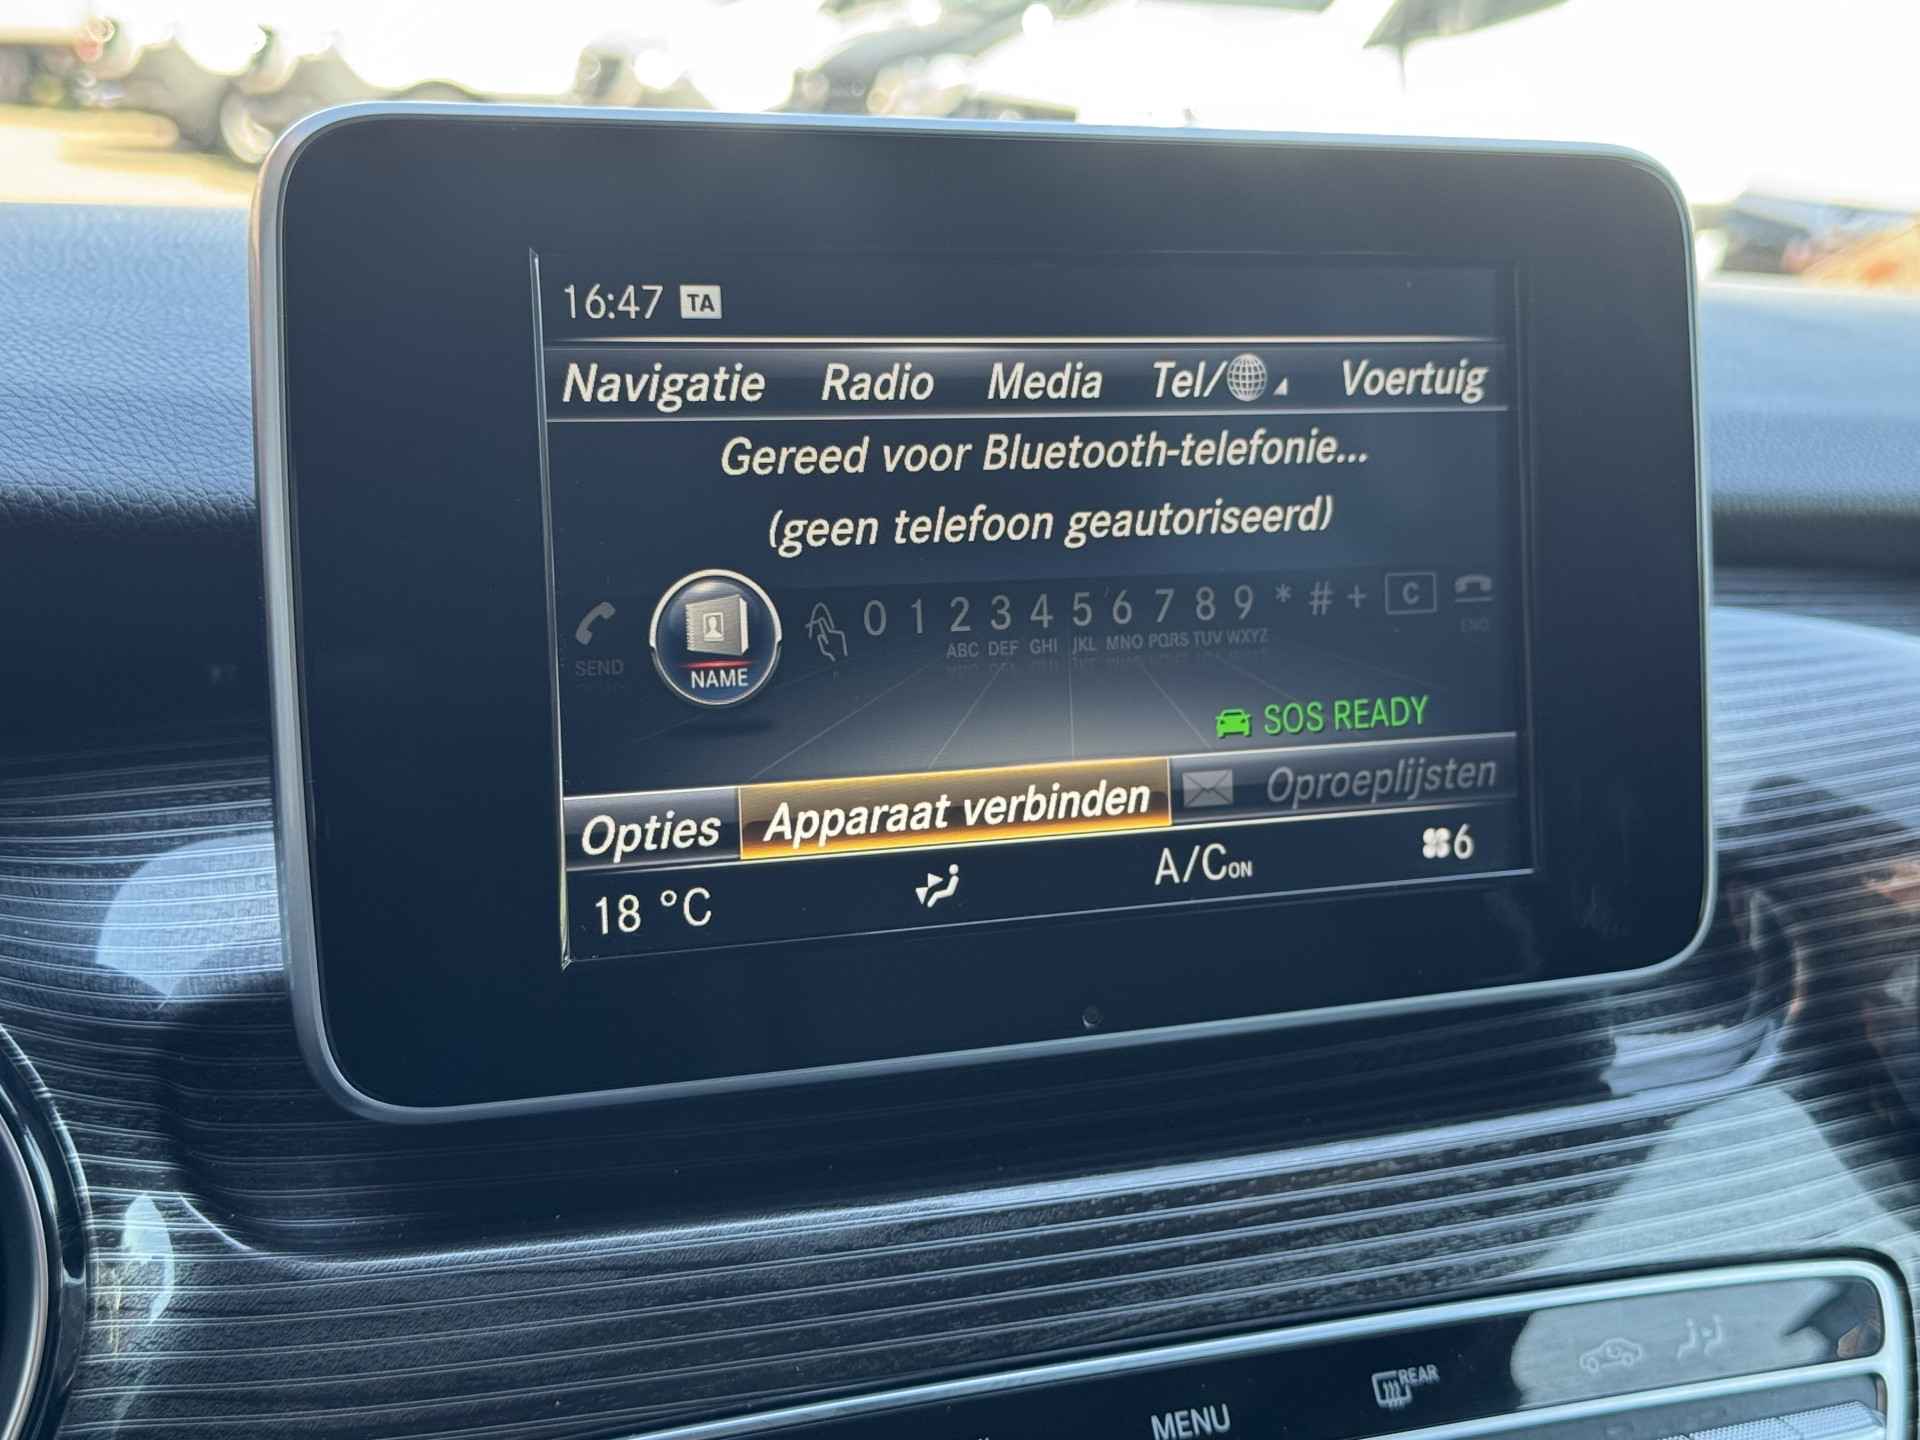 16:47 TA
Navigatie Radio Media Tel/ Voertuig
Gereed voor Bluetooth-telefonie...
(geen telefoon geautoriseerd)
0 1 2 3 4 5 6 7 8 9 * # + C
ABC DEF GHI JKL MNO PQRS TUV WXYZ
SEND NAME END
SOS READY
Opties Apparaat verbinden Oproeplijsten
18 °C A/C ON 6
REAR
MENU